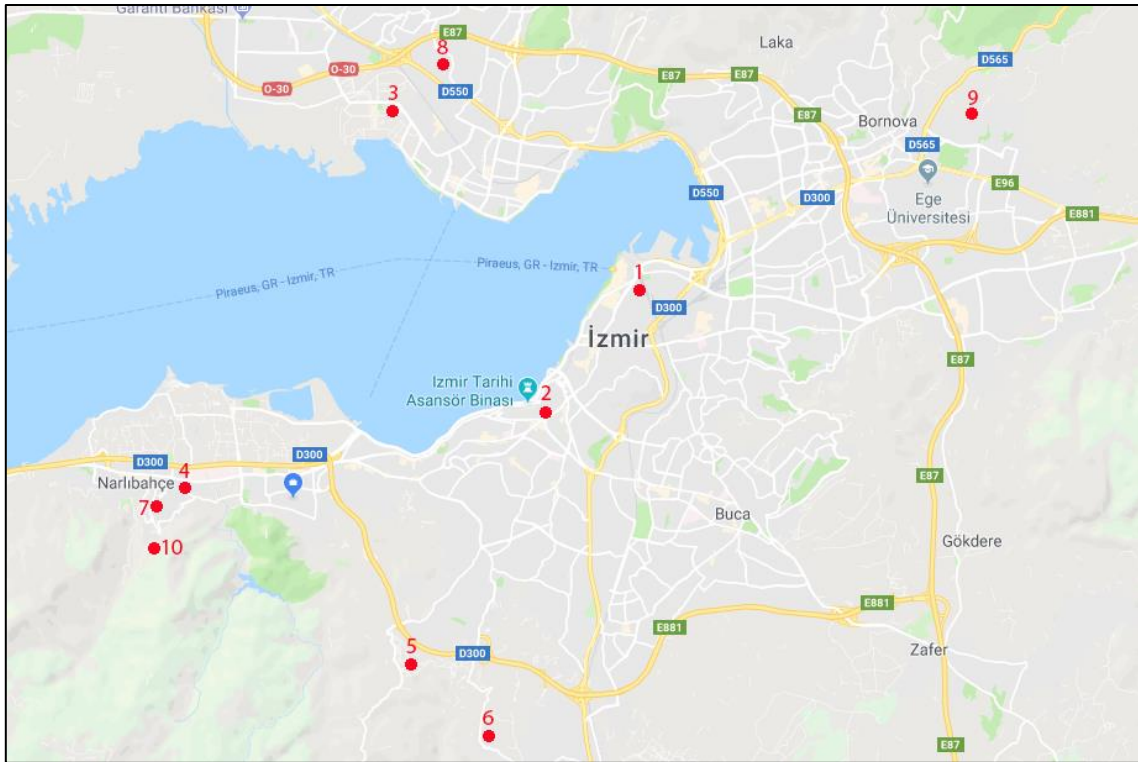 Garanti Bankası
E87
Laka
8
D565
O-30
E87
E87
O-30
D550
3
9
E87
Bornova
D565
E96
D550
D300
Ege
Üniversitesi
E881
Piraeus, GR - Izmir, TR
Piraeus, GR - Izmir, TR
1
D300
İzmir
E87
Izmir Tarihi
Asansör Binası
2
D300
D300
Narlıbahçe
4
E87
7
Buca
10
Gökdere
E881
E881
E881
5
D300
Zafer
6
E87